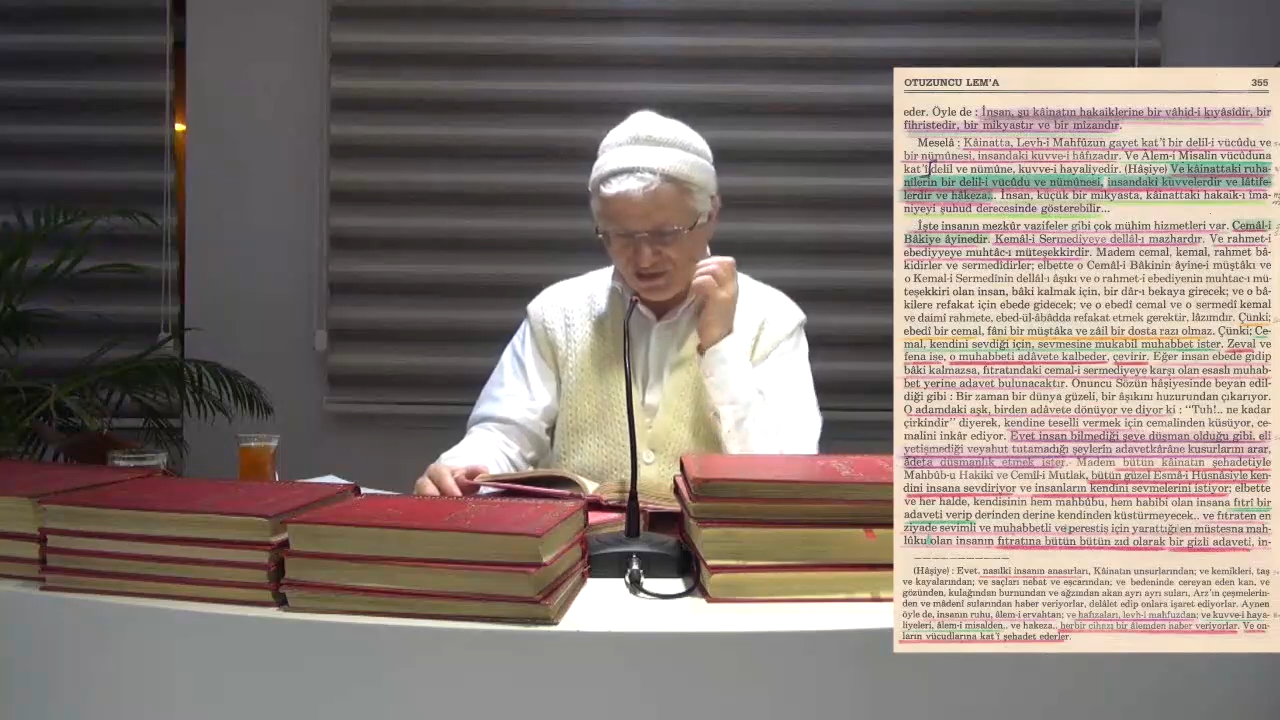 OTUZUNCU LEM'A 355
eder. Öyle de : İnsan, şu kâinatın hakaiklerine bir vâhid-i kıyâsîdir, bir
fihristedir, bir mikyastır ve bir mîzandır.
Meselâ : Kâinatta, Levh-i Mahfûzun gayet kat'î bir delil-i vücûdu ve
bir nümûnesi, insandaki kuvve-i hâfızadır. Ve Âlem-i Misalin vücûduna
kat'î delil ve nümûne, kuvve-i hayaliyedir. (Hâşiye) Ve kâinattaki ruha-
nîlerin bir delil-i vücûdu ve nümûnesi, insandaki kuvvelerdir ve lâtife-
lerdir ve hâkeza.. İnsan, küçük bir mikyasta, kâinattaki hakaik-ı ima-
niyeyi şuhud derecesinde gösterebilir...
İşte insanın mezkûr vazifeler gibi çok mühim hizmetleri var. Cemâl-i
Bâkiye âyinedir. Kemâl-i Sermediyeye dellâl-ı mazhardır. Ve rahmet-i
ebediyyeye muhtâc-ı müteşekkirdir. Madem cemal, kemal, rahmet bâ-
kidirler ve sermedîdirler; elbette o Cemâl-i Bâkinin âyine-i müştâkı ve
o Kemal-i Sermedînin dellâl-ı âşıkı ve o rahmet-i ebediyenin muhtac-ı mü-
teşekkiri olan insan, bâki kalmak için, bir dâr-ı bekaya girecek; ve o bâ-
kilere refakat için ebede gidecek; ve o ebedî cemal ve o sermedî kemal
ve daimî rahmete, ebed-ül-âbâdda refakat etmek gerektir, lâzımdır. Çünki;
ebedî bir cemal, fâni bir müştâka ve zâil bir dosta razı olmaz. Çünki; Ce-
mal, kendini sevdiği için, sevmesine mukabil muhabbet ister. Zeval ve
fena ise, o muhabbeti adâvete kalbeder, çevirir. Eğer insan ebede gidip
bâki kalmazsa, fıtratındaki cemal-i sermediyeye karşı olan esaslı muhab-
bet yerine adavet bulunacaktır. Onuncu Sözün hâşiyesinde beyan edil-
diği gibi : Bir zaman bir dünya güzeli, bir âşıkını huzurundan çıkarıyor.
O adamdaki aşk, birden adâvete dönüyor ve diyor ki : "Tuh!.. ne kadar
çirkindir" diyerek, kendine teselli vermek için cemalinden küsüyor, ce-
malini inkâr ediyor. Evet insan bilmediği şeye düşman olduğu gibi, eli
yetişmediği veyahut tutamadığı şeylerin adavetkârane kusurlarını arar,
âdeta düşmanlık etmek ister. Madem bütün kâinatın şehadetiyle
Mahbûb-u Hakikî ve Cemîl-i Mutlak, bütün güzel Esmâ-i Hüsnâsiyle ken-
dini insana sevdiriyor ve insanların kendini sevmelerini istiyor; elbette
ve her halde, kendisinin hem mahbûbu, hem habîbi olan insana fıtrî bir
adaveti verip derinden derine kendinden küstürmeyecek.. ve fıtraten en
ziyade sevimli ve muhabbetli ve perestiş için yarattığı en müstesna mah-
lûku olan insanın fıtratına bütün bütün zıd olarak bir gizli adaveti, in-
(Hâşiye) : Evet, nasılki insanın anasırları, Kâinatın unsurlarından; ve kemikleri, taş
ve kayalarından; ve saçları nebat ve eşcarından; ve bedeninde cereyan eden kan, ve
gözünden, kulağından burnundan ve ağzından akan ayrı ayrı suları, Arz'ın çeşmelerin-
den ve mâdenî sularından haber veriyorlar, delâlet edip onlara işaret ediyorlar. Aynen
öyle de, insanın ruhu, âlem-i ervahtan; ve hafızaları, levh-i mahfuzdan; ve kuvve-i haya-
liyeleri, âlem-i misalden.. ve hakeza.. herbir cihazı bir âlemden haber veriyorlar. Ve on-
ların vücudlarına kat'î şehadet ederler.